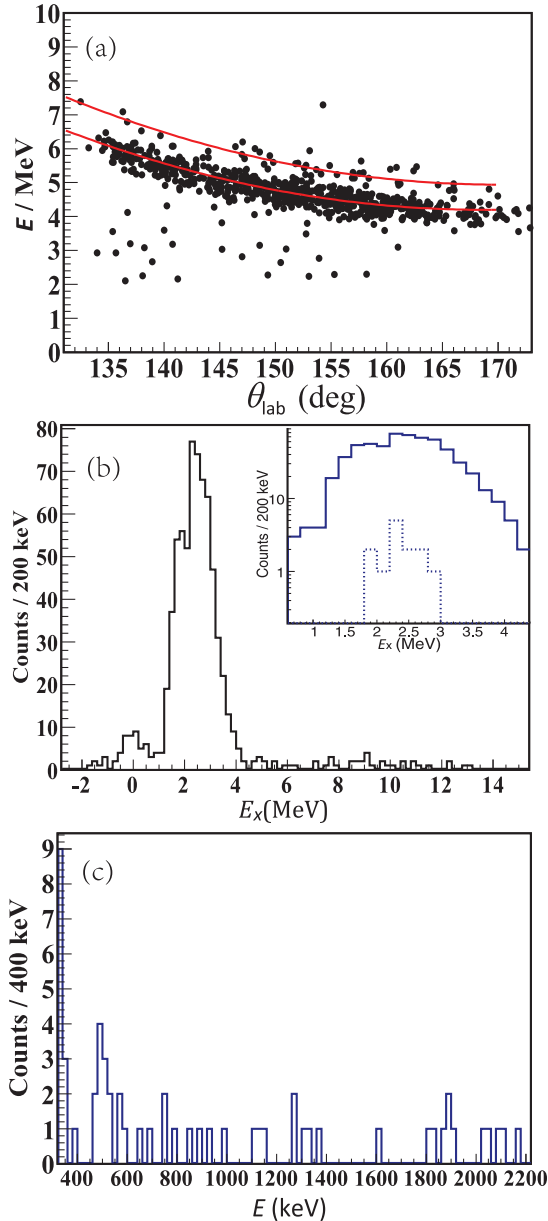 (a)
E / MeV
10
9
8
7
6
5
4
3
2
1
0
135 140 145 150 155 160 165 170
θlab (deg)
(b)
Counts / 200 keV
80
70
60
50
40
30
20
10
0
-2 0 2 4 6 8 10 12 14
Ex(MeV)
Counts / 200 keV
10
1
1 1.5 2 2.5 3 3.5 4
Ex (MeV)
(c)
Counts / 400 keV
9
8
7
6
5
4
3
2
1
0
400 600 800 1000 1200 1400 1600 1800 2000 2200
E (keV)